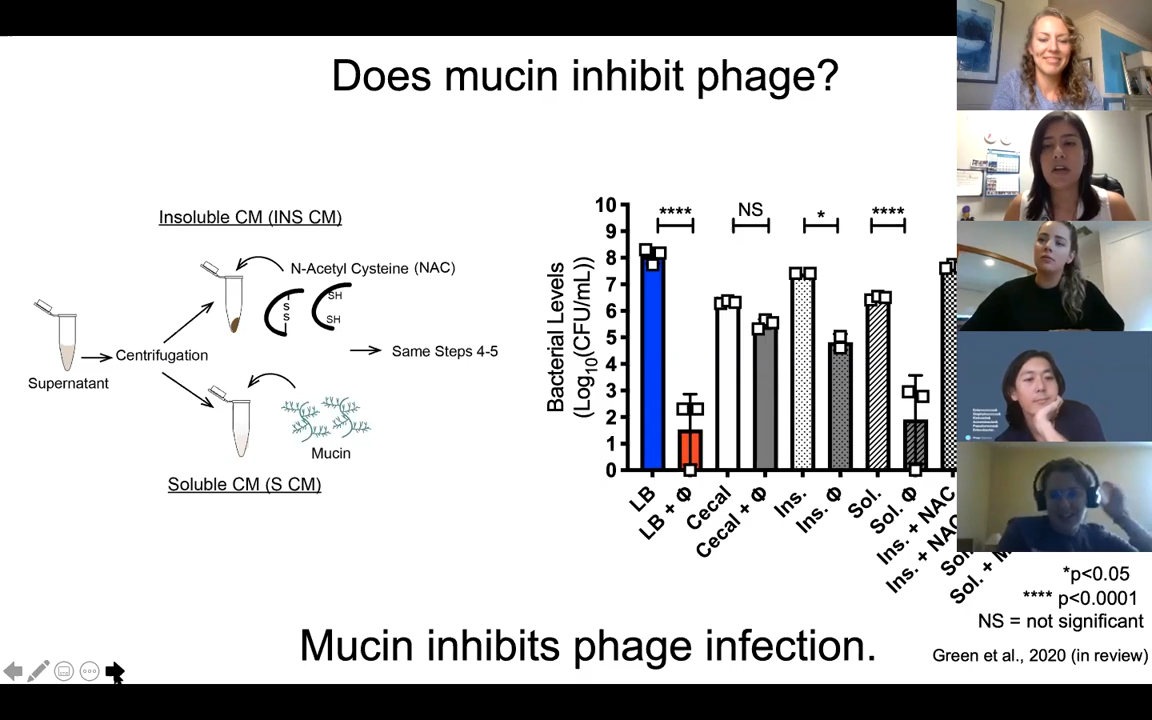 Does mucin inhibit phage?
Insoluble CM (INS CM)
N-Acetyl Cysteine (NAC)
S
S
SH
SH
Supernatant
Centrifugation
Same Steps 4-5
Mucin
Soluble CM (S CM)
Bacterial Levels
(Log10(CFU/mL))
10
9
8
7
6
5
4
3
2
1
0
****
NS
*
****
LB
LB + Φ
Cecal
Cecal + Φ
Ins.
Ins. Φ
Sol.
Sol. Φ
Ins. + NAC
Ins. + NAC
Sol. +
*p<0.05
**** p<0.0001
NS = not significant
Mucin inhibits phage infection.
Green et al., 2020 (in review)